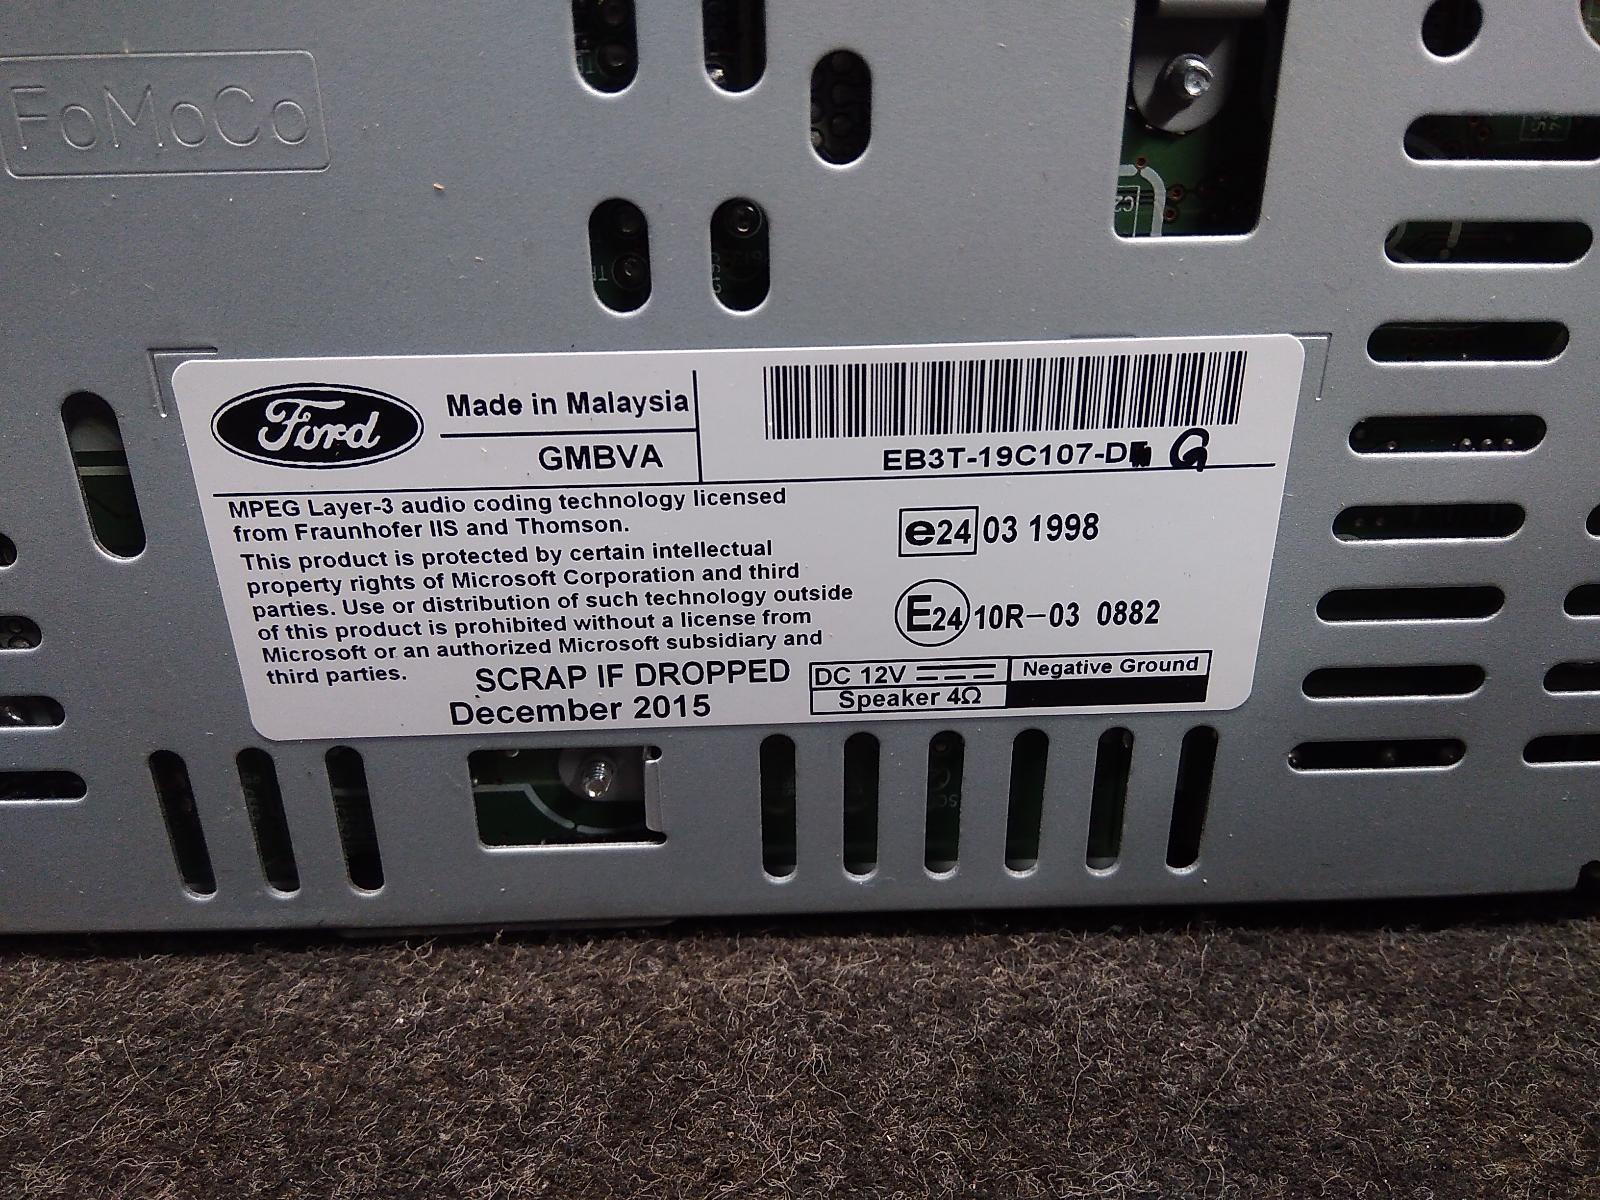 FoMoCo
Ford
Made in Malaysia
GMBVA
EB3T-19C107-D G
MPEG Layer-3 audio coding technology licensed
from Fraunhofer IIS and Thomson.
This product is protected by certain intellectual
property rights of Microsoft Corporation and third
parties. Use or distribution of such technology outside
of this product is prohibited without a license from
Microsoft or an authorized Microsoft subsidiary and
third parties.
SCRAP IF DROPPED
December 2015
e24 03 1998
E24 10R-03 0882
DC 12V
Negative Ground
Speaker 4Ω